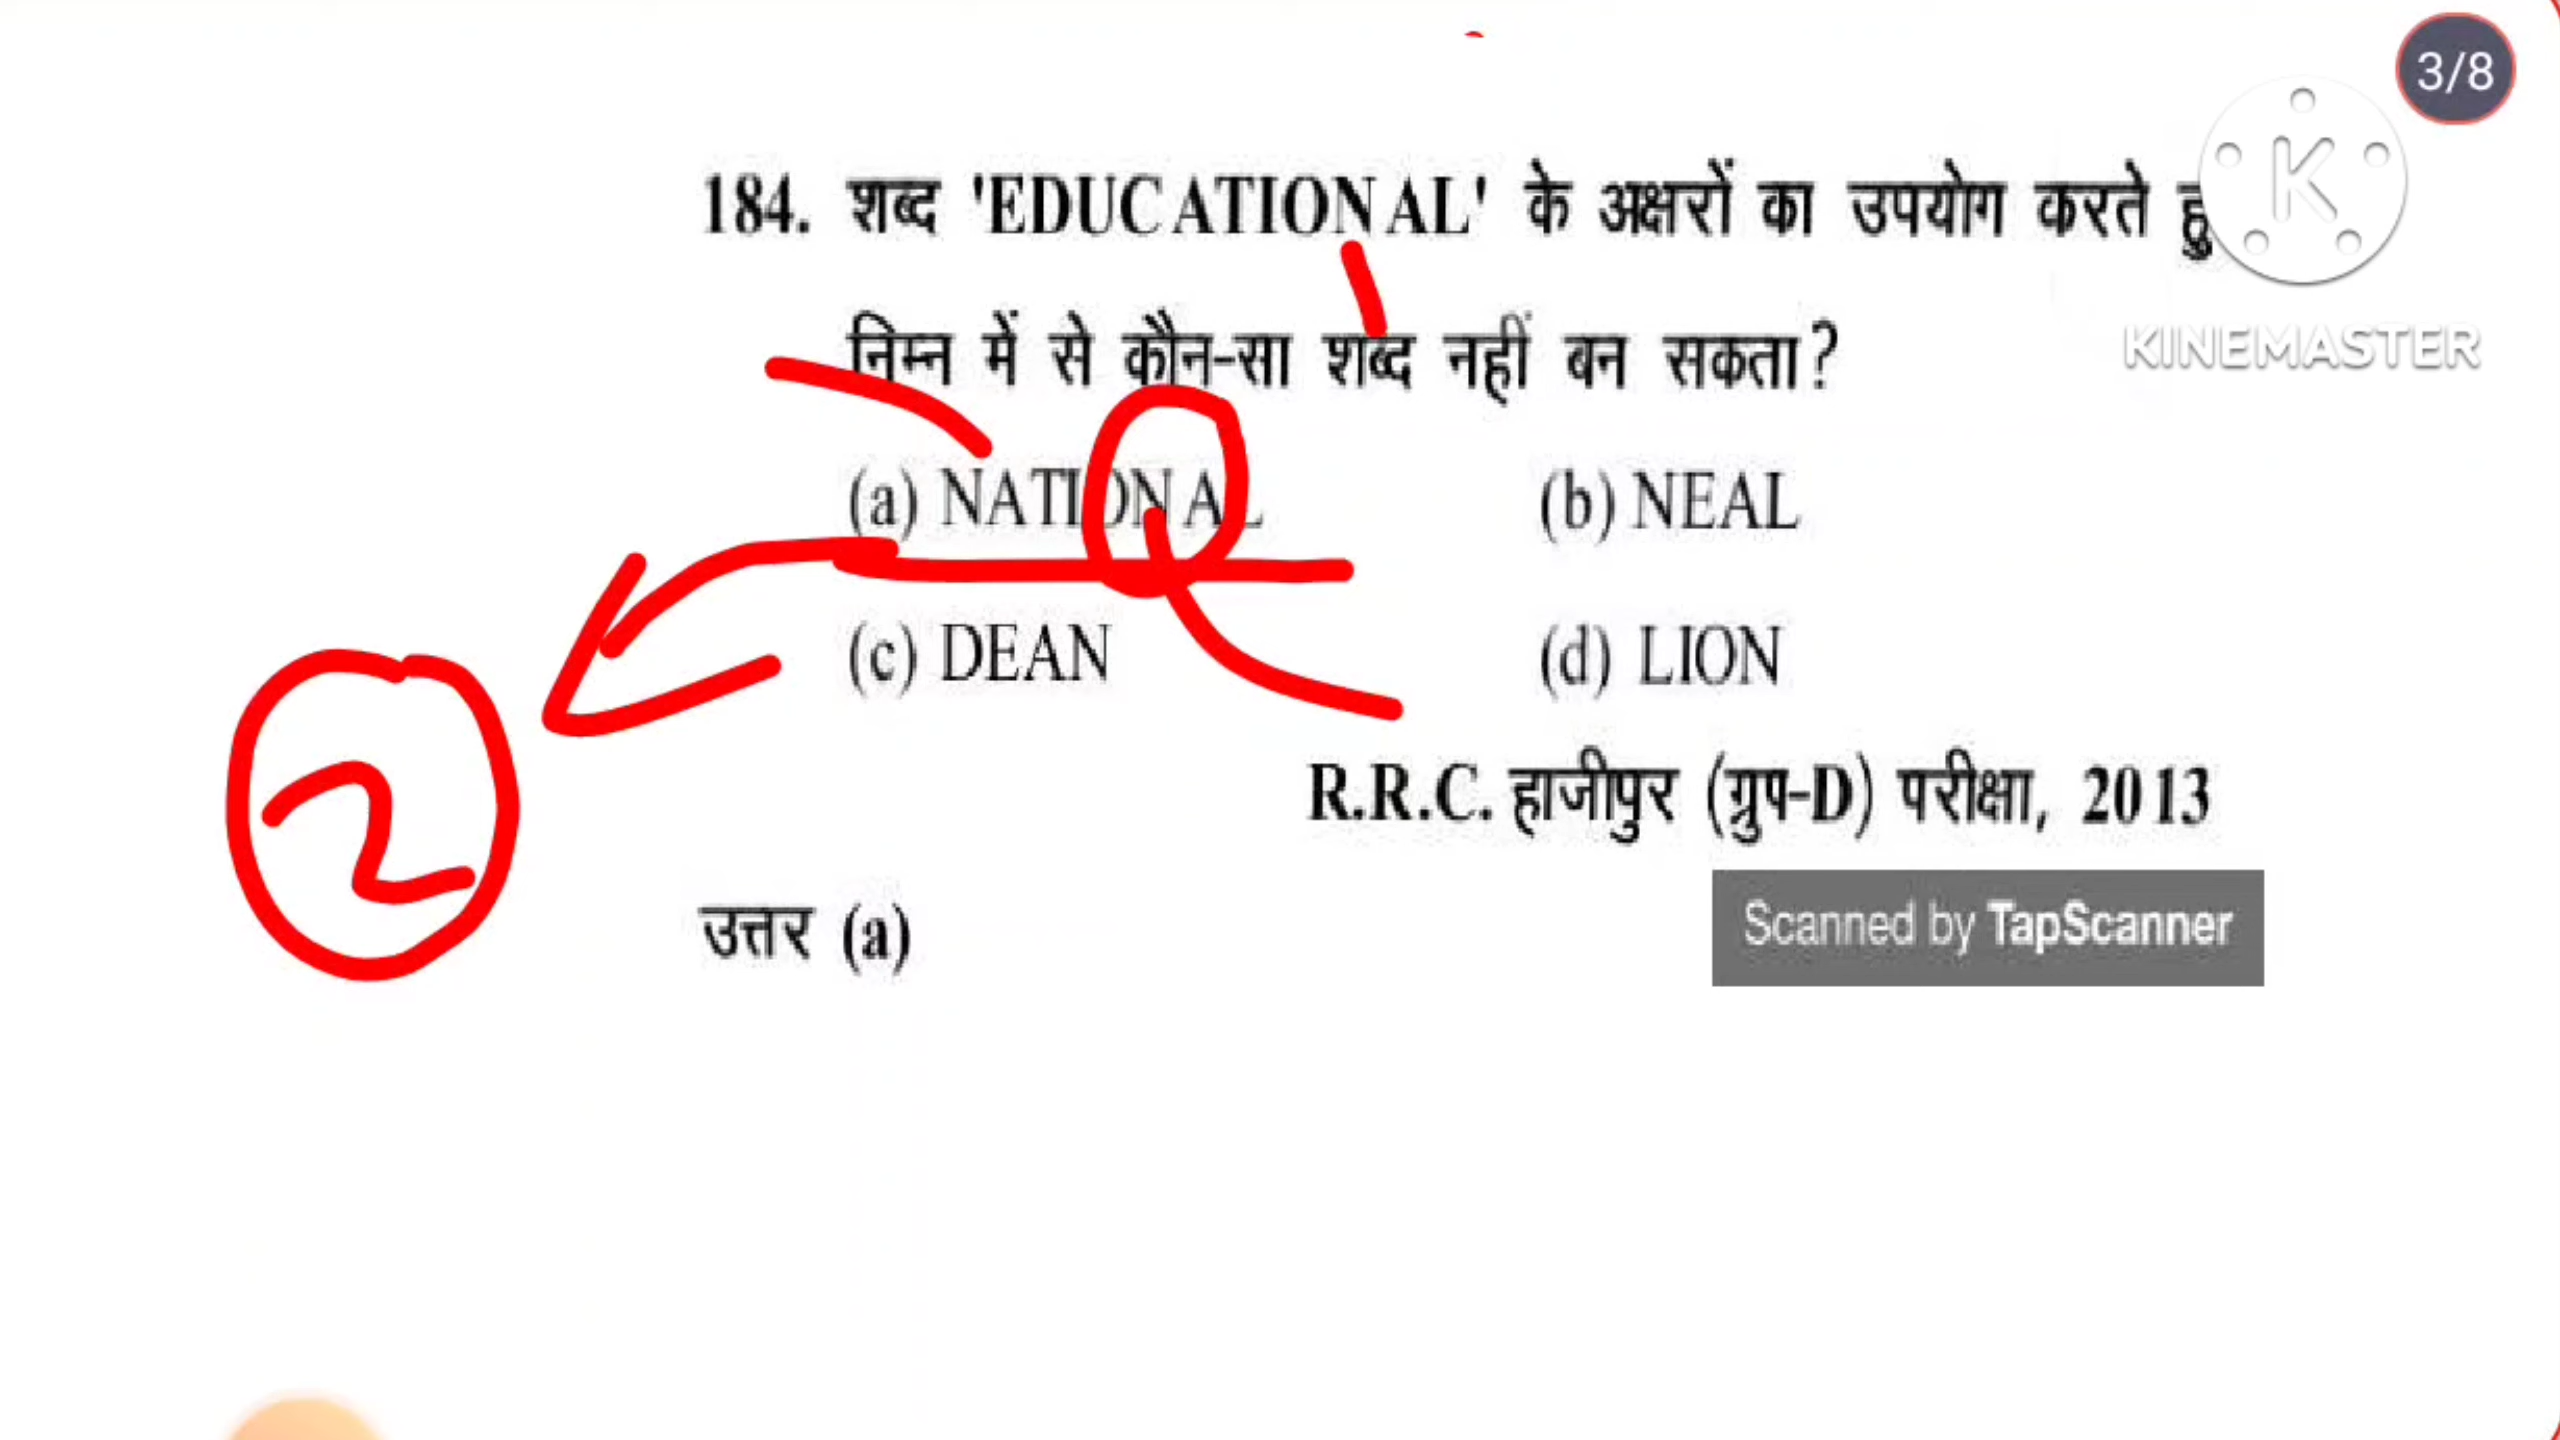 3/8
184. शब्द 'EDUCATIONAL' के अक्षरों का उपयोग करते
KINEMASTER
निम्न में से कौन-सा शब्द नहीं बन सकता?
(a) NATIONAL (b) NEAL
(c) DEAN (d) LION
2
R.R.C. हाजीपुर (ग्रुप-D) परीक्षा, 2013
उत्तर (a)
Scanned by TapScanner